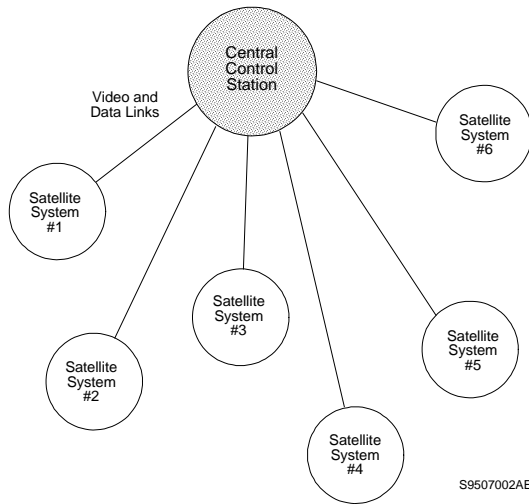 Central
Control
Station
Video and
Data Links
Satellite
System
#6
Satellite
System
#1
Satellite
System
#3
Satellite
System
#5
Satellite
System
#2
Satellite
System
#4
S9507002AE